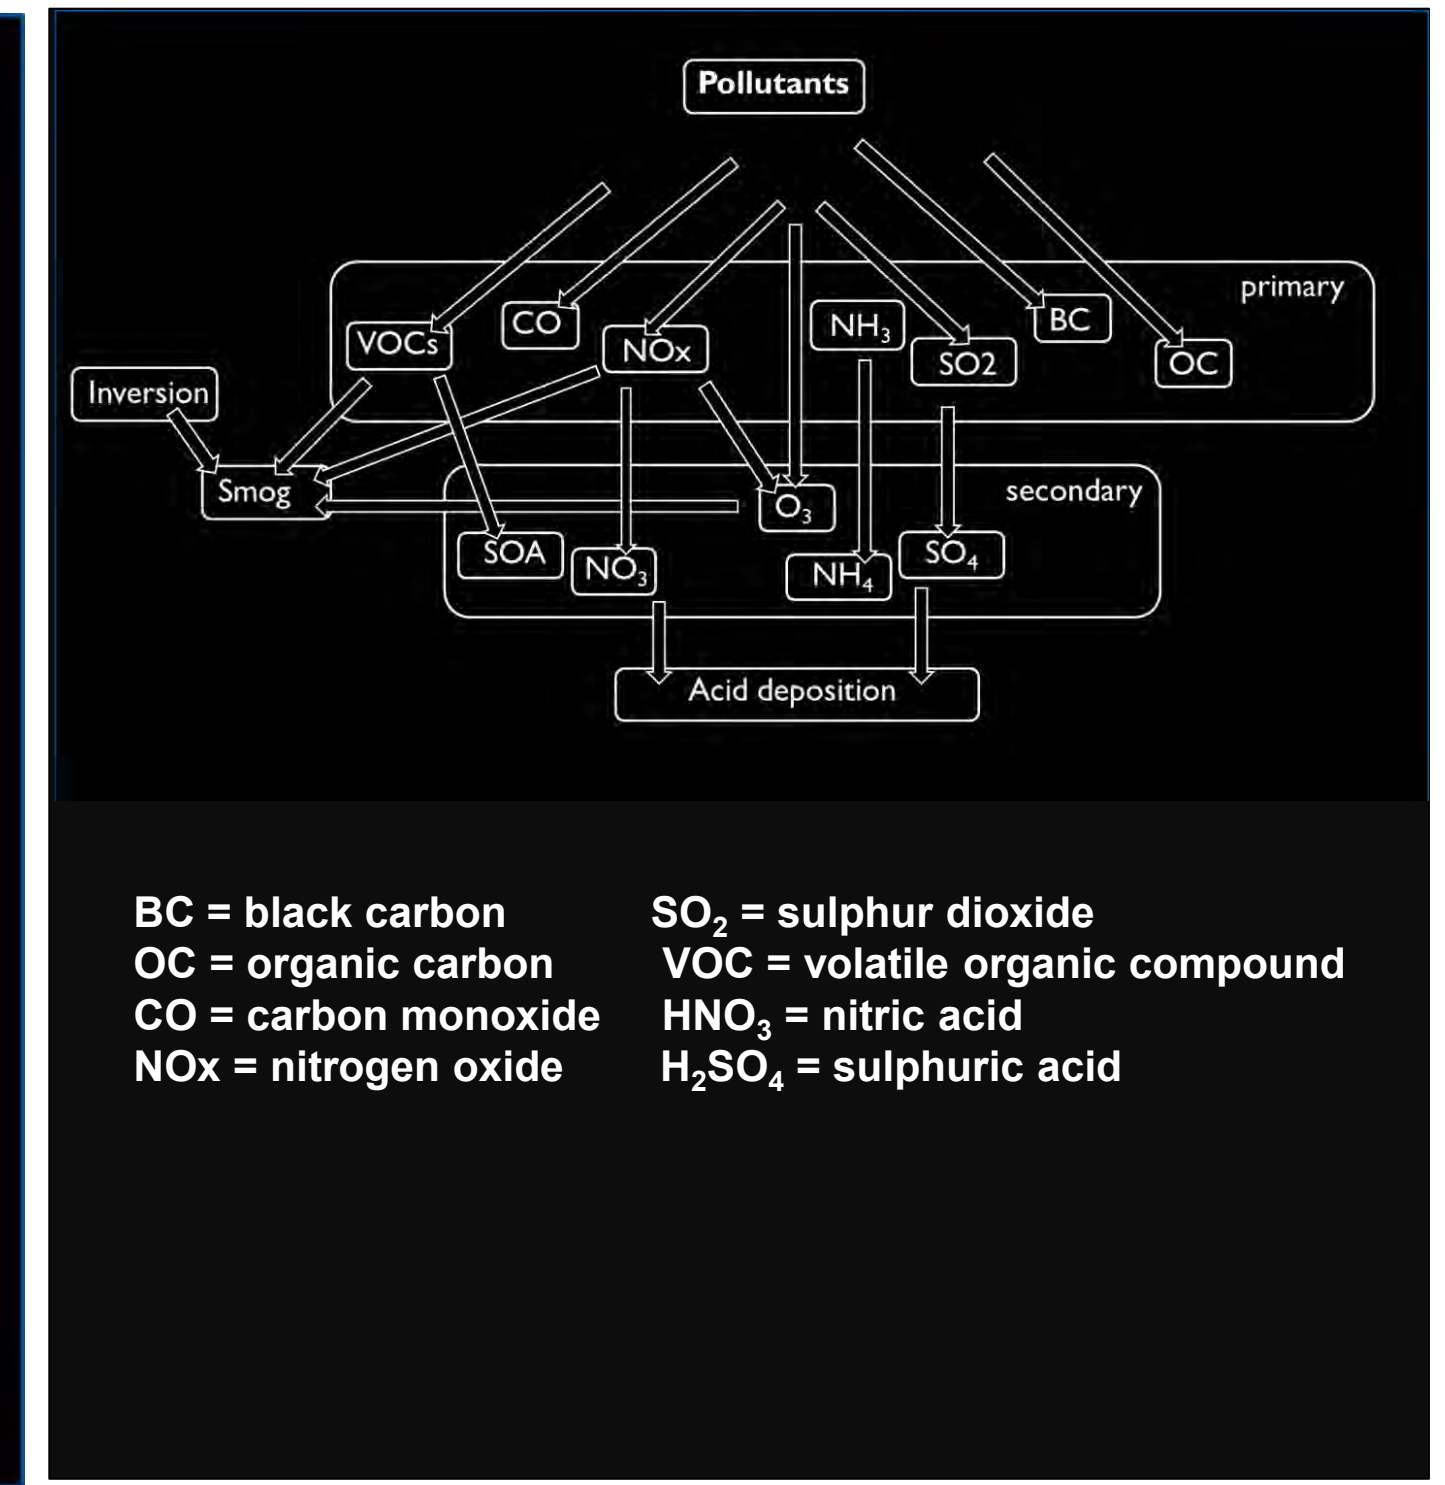 Pollutants
primary
VOCs
CO
NOx
NH₃
SO2
BC
OC
Inversion
Smog
secondary
SOA
NO₃
O₃
NH₄
SO₄
Acid deposition
BC = black carbon
SO₂ = sulphur dioxide
OC = organic carbon
VOC = volatile organic compound
CO = carbon monoxide
HNO₃ = nitric acid
NOx = nitrogen oxide
H₂SO₄ = sulphuric acid